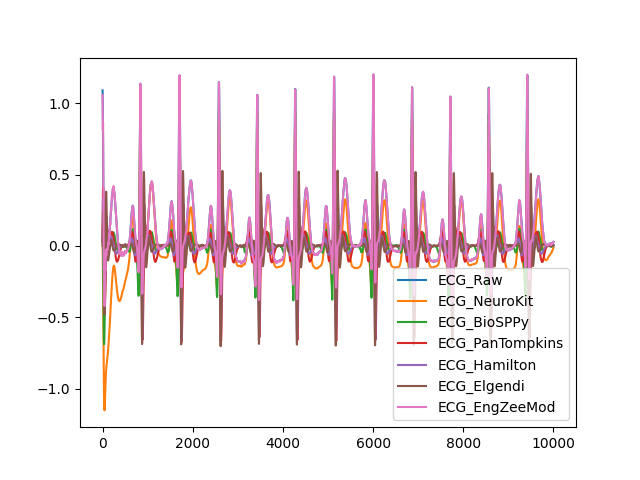 1.0
0.5
0.0
−0.5
−1.0
ECG_Raw
ECG_NeuroKit
ECG_BioSPPy
ECG_PanTompkins
ECG_Hamilton
ECG_Elgendi
ECG_EngZeeMod
0 2000 4000 6000 8000 10000